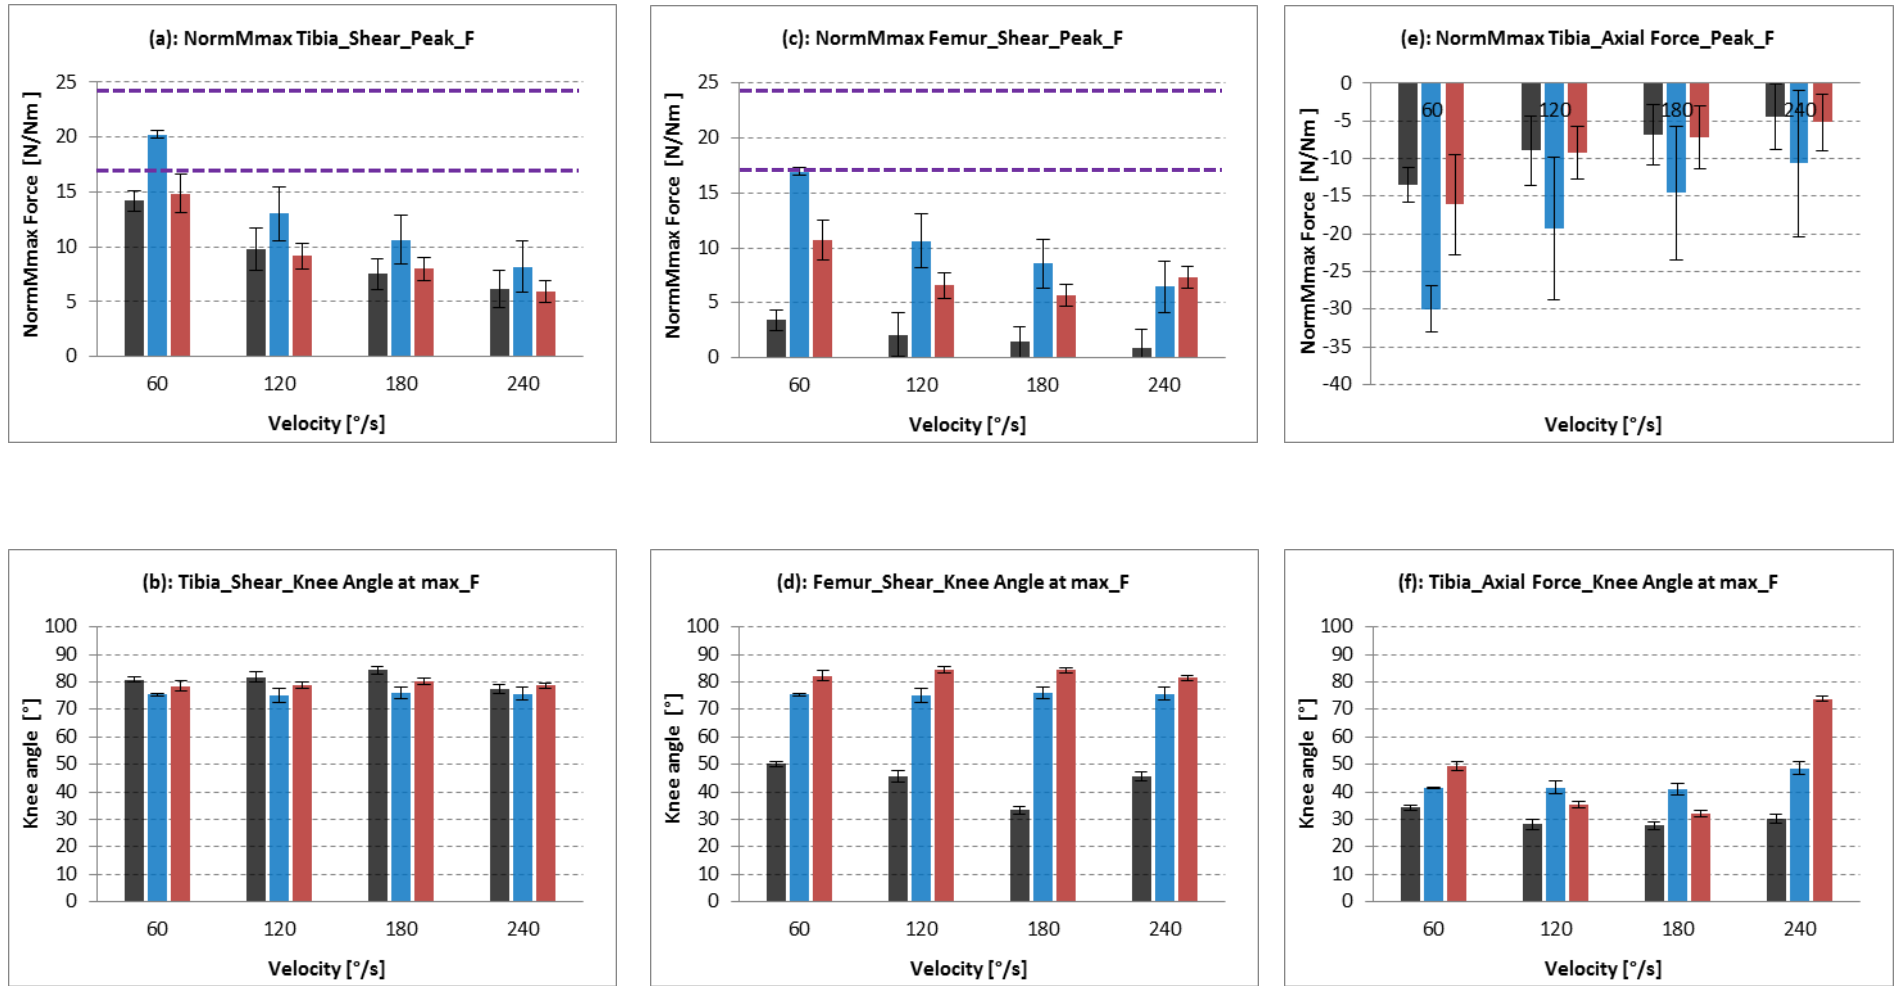 (a): NormMmax Tibia_Shear_Peak_F
NormMmax Force [N/Nm ]
25
20
15
10
5
0
60 120 180 240
Velocity [°/s]
(c): NormMmax Femur_Shear_Peak_F
NormMmax Force [N/Nm ]
25
20
15
10
5
0
60 120 180 240
Velocity [°/s]
(e): NormMmax Tibia_Axial Force_Peak_F
NormMmax Force [N/Nm ]
0
-5
-10
-15
-20
-25
-30
-35
-40
60 120 180 240
Velocity [°/s]
(b): Tibia_Shear_Knee Angle at max_F
Knee angle [°]
100
90
80
70
60
50
40
30
20
10
0
60 120 180 240
Velocity [°/s]
(d): Femur_Shear_Knee Angle at max_F
Knee angle [°]
100
90
80
70
60
50
40
30
20
10
0
60 120 180 240
Velocity [°/s]
(f): Tibia_Axial Force_Knee Angle at max_F
Knee angle [°]
100
90
80
70
60
50
40
30
20
10
0
60 120 180 240
Velocity [°/s]